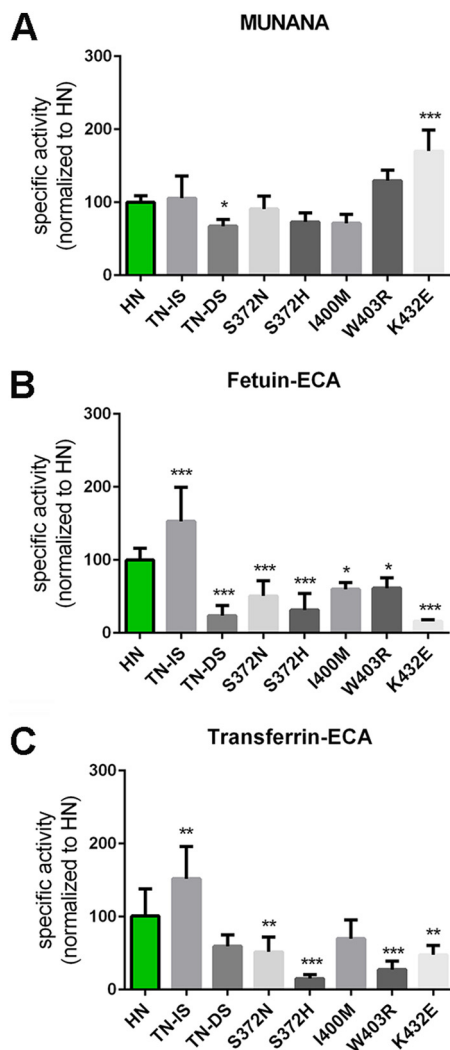 A
MUNANA
specific activity
(normalized to HN)
300
200
100
0
*
***
HN
TN-IS
TN-DS
S372N
S372H
I400M
W403R
K432E
B
Fetuin-ECA
specific activity
(normalized to HN)
300
200
100
0
***
***
***
***
*
*
***
HN
TN-IS
TN-DS
S372N
S372H
I400M
W403R
K432E
C
Transferrin-ECA
specific activity
(normalized to HN)
300
200
100
0
**
**
***
***
**
HN
TN-IS
TN-DS
S372N
S372H
I400M
W403R
K432E